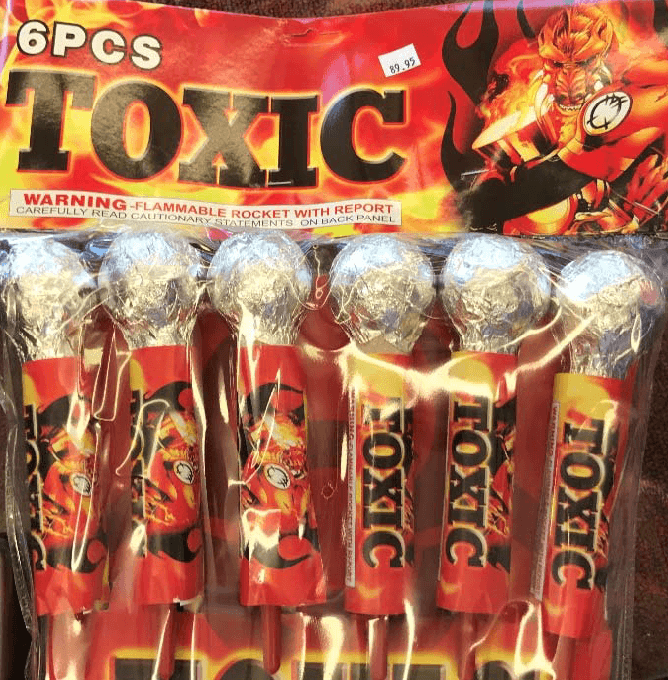 6PCS
89.95
TOXIC
WARNING-FLAMMABLE ROCKET WITH REPORT
CAREFULLY READ CAUTIONARY STATEMENTS ON BACK PANEL
TOXIC
TOXIC
TOXIC